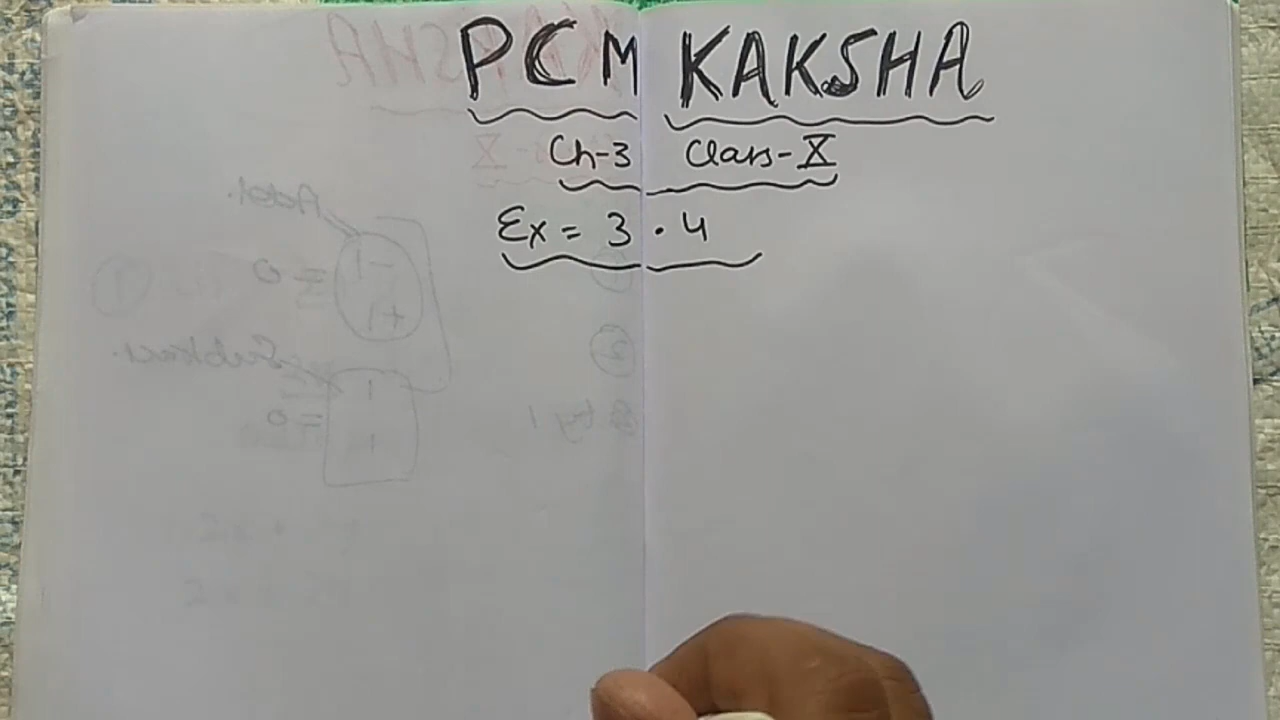 PCM KAKSHA
Ch-3 Class-X
Ex = 3.4